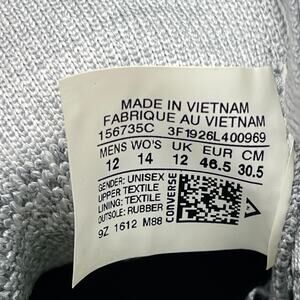 MADE IN VIETNAM
FABRIQUE AU VIETNAM
156735C 3F1926L400969
MENS WO'S UK EUR CM
12 14 12 46.5 30.5
GENDER: UNISEX
UPPER: TEXTILE
LINING: TEXTILE
OUTSOLE: RUBBER
9Z 1612 M88
CONVERSE